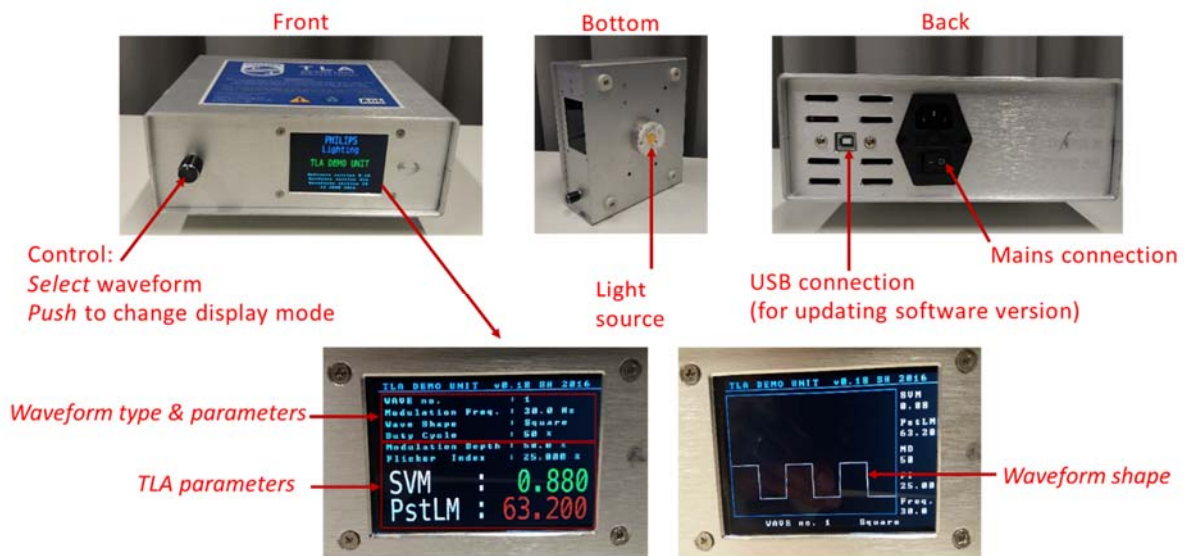 Front
Bottom
Back
TLA
PHILIPS
Lighting
TLA DEMO UNIT
Control:
Select waveform
Push to change display mode
Light
source
USB connection
(for updating software version)
Mains connection
Waveform type & parameters
TLA parameters
TLA DEMO UNIT v0.18 SH 2016
WAVE no. : 1
Modulation Freq. : 30.0 Hz
Wave Shape : Square
Duty Cycle : 50 %
Modulation Depth : 50.0 %
Flicker Index : 25.000 %
SVM : 0.880
PstLM : 63.200
TLA DEMO UNIT v0.18 SH 2016
SVM
0.88
PstLM
63.20
MD
50
25.00
Freq.
30.0
WAVE no. 1 Square
Waveform shape